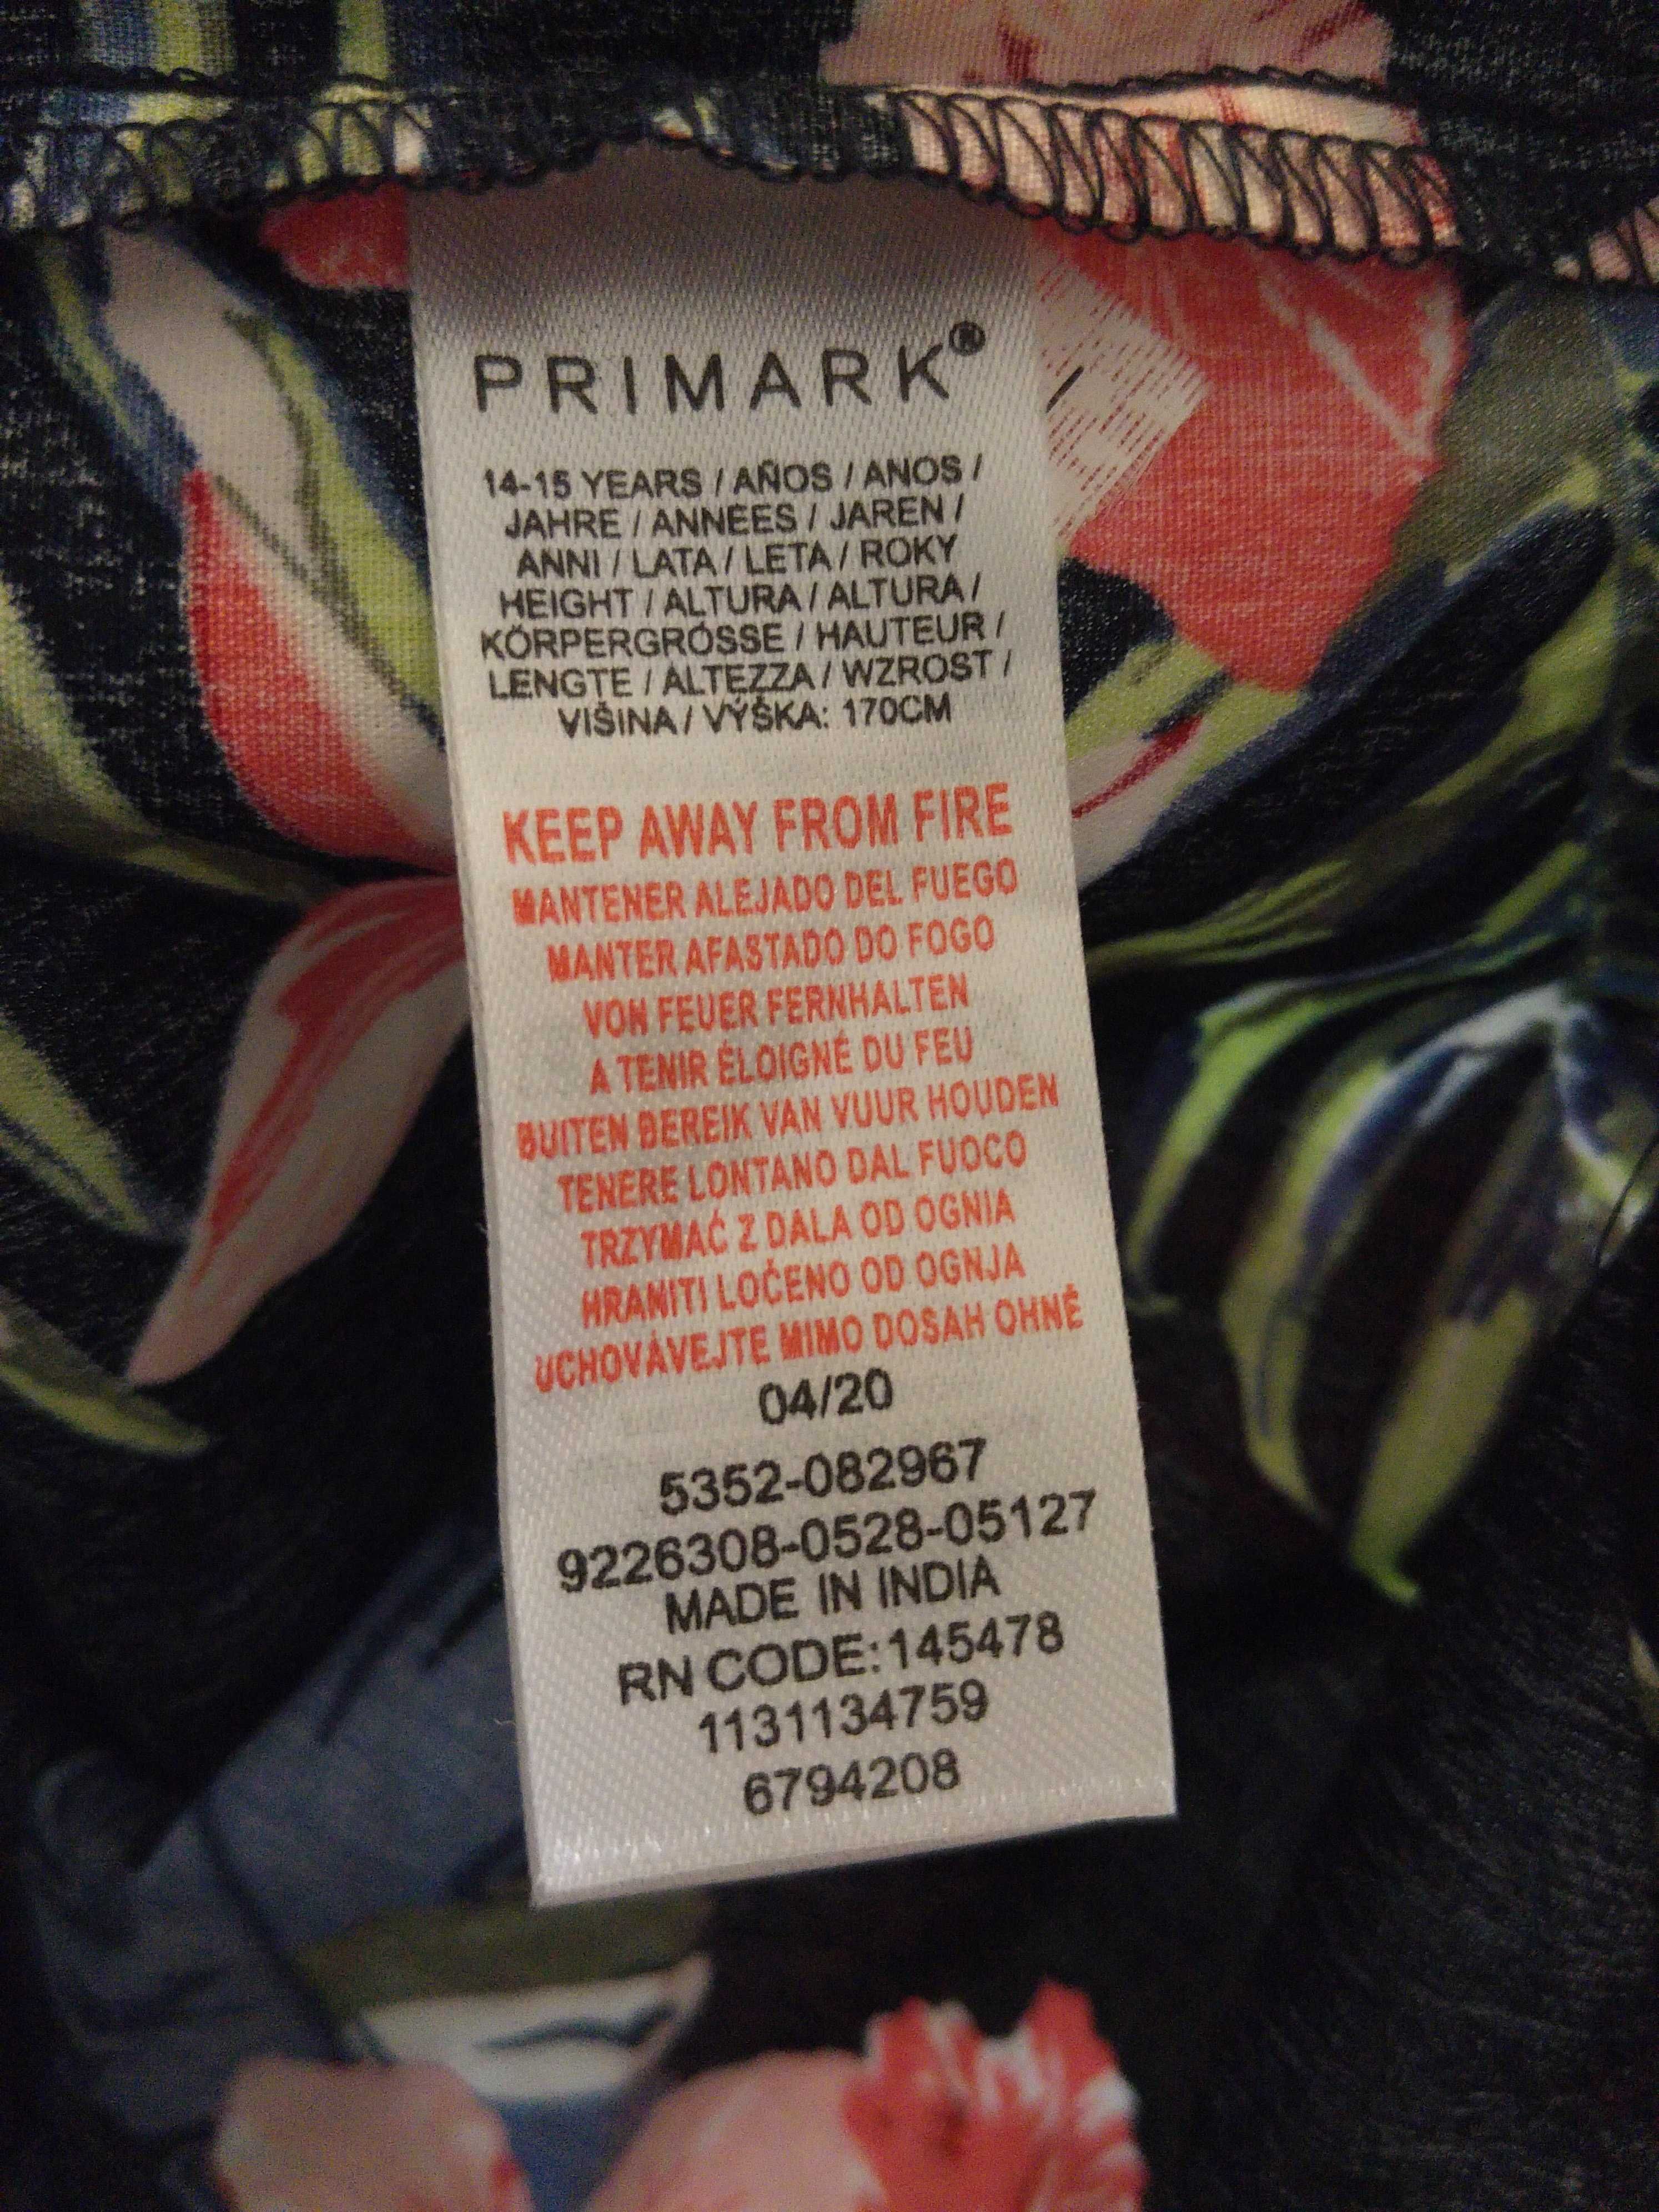 PRIMARK®
14-15 YEARS / AÑOS / ANOS /
JAHRE / ANNEES / JAREN /
ANNI / LATA / LETA / ROKY
HEIGHT / ALTURA / ALTURA /
KÖRPERGRÖSSE / HAUTEUR /
LENGTE / ALTEZZA / WZROST /
VIŠINA / VÝŠKA: 170CM
KEEP AWAY FROM FIRE
MANTENER ALEJADO DEL FUEGO
MANTER AFASTADO DO FOGO
VON FEUER FERNHALTEN
A TENIR ÉLOIGNÉ DU FEU
BUITEN BEREIK VAN VUUR HOUDEN
TENERE LONTANO DAL FUOCO
TRZYMAĆ Z DALA OD OGNIA
HRANITI LOČENO OD OGNJA
UCHOVÁVEJTE MIMO DOSAH OHNĚ
04/20
5352-082967
9226308-0528-05127
MADE IN INDIA
RN CODE:145478
1131134759
6794208